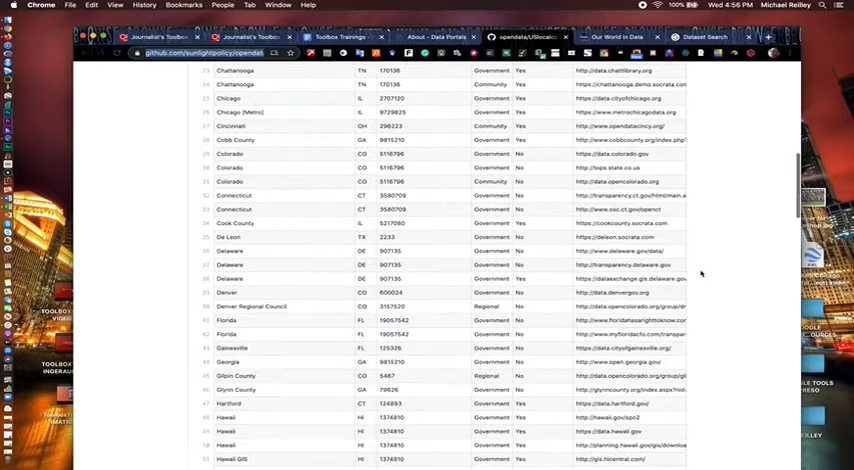 Chrome File Edit View History Bookmarks People Tab Window Help 100% Wed 4:56 PM Michael Reilley
Journalist's Toolbox Journalist's Toolbox Toolbox Trainings - About - Data Portals opendata/USlocalop Our World in Data Dataset Search
github.com/sunlightpolicy/opendat
23 Chattanooga TN 170136 Government Yes http://data.chattlibrary.org
24 Chattanooga TN 170136 Community Yes https://chattanooga.demo.socrata.com
25 Chicago IL 2707120 Government Yes https://data.cityofchicago.org
26 Chicago [Metro] IL 9729825 Government Yes https://www.metrochicagodata.org
27 Cincinnati OH 296223 Community Yes http://www.opendatacincy.org/
28 Cobb County GA 9815210 Government Yes http://www.cobbcounty.org/index.php?
29 Colorado CO 5116796 Government No https://data.colorado.gov
30 Colorado CO 5116796 Government No http://tops.state.co.us
31 Colorado CO 5116796 Community No http://data.opencolorado.org
32 Connecticut CT 3580709 Government Yes http://transparency.ct.gov/html/main.a
33 Connecticut CT 3580709 Government No http://www.osc.ct.gov/openct
34 Cook County IL 5217080 Government Yes https://cookcounty.socrata.com
35 De Leon TX 2233 Government No https://deleon.socrata.com
36 Delaware DE 907135 Government No http://www.delaware.gov/data/
37 Delaware DE 907135 Government No http://transparency.delaware.gov
38 Delaware DE 907135 Government Yes https://dataexchange.gis.delaware.gov
39 Denver CO 600024 Government No http://data.denvergov.org
40 Denver Regional Council CO 3157520 Regional No http://data.opencolorado.org/group/dr
41 Florida FL 19057542 Government No http://www.floridahasarighttoknow.com
42 Florida FL 19057542 Government No http://www.myfloridacfo.com/transpar
43 Gainesville FL 125326 Government No https://data.cityofgainesville.org/
44 Georgia GA 9815210 Government No http://www.open.georgia.gov/
45 Gilpin County CO 5467 Regional No http://data.opencolorado.org/group/gil
46 Glynn County GA 79626 Government No http://glynncounty.org/index.aspx?nid=
47 Hartford CT 124893 Government Yes https://data.hartford.gov/
48 Hawaii HI 1374810 Government Yes http://hawaii.gov/spo2
49 Hawaii HI 1374810 Government Yes https://data.hawaii.gov
50 Hawaii HI 1374810 Government Yes http://planning.hawaii.gov/gis/downloa
51 Hawaii GIS HI 1374810 Government Yes http://gis.hicentral.com/